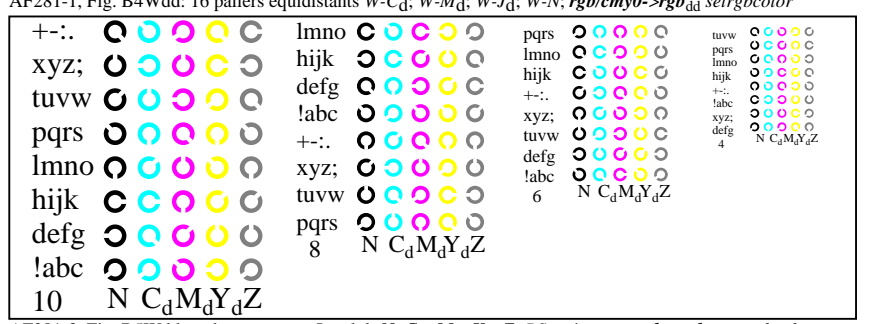 AF281-1, Fig. B4Wdd: 16 paliers équidistants W-Cd; W-Md; W-Jd; W-N; rgb/cmy0->rgbdd setrgbcolor
+-:.
xyz;
tuvw
pqrs
lmno
hijk
defg
!abc
10 N CdMdYdZ
lmno
hijk
defg
!abc
+-:.
xyz;
tuvw
pqrs
8 N CdMdYdZ
pqrs
lmno
hijk
+-:.
xyz;
tuvw
defg
!abc
6 N CdMdYdZ
tuvw
pqrs
lmno
hijk
+-:.
!abc
xyz;
defg
4 N CdMdYdZ